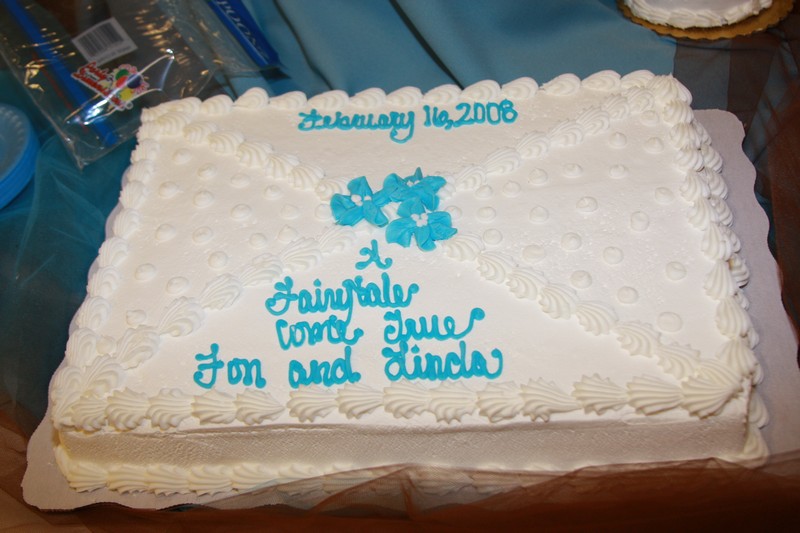 February 16, 2008
A
Fairytale
Come True
Jon and Linda